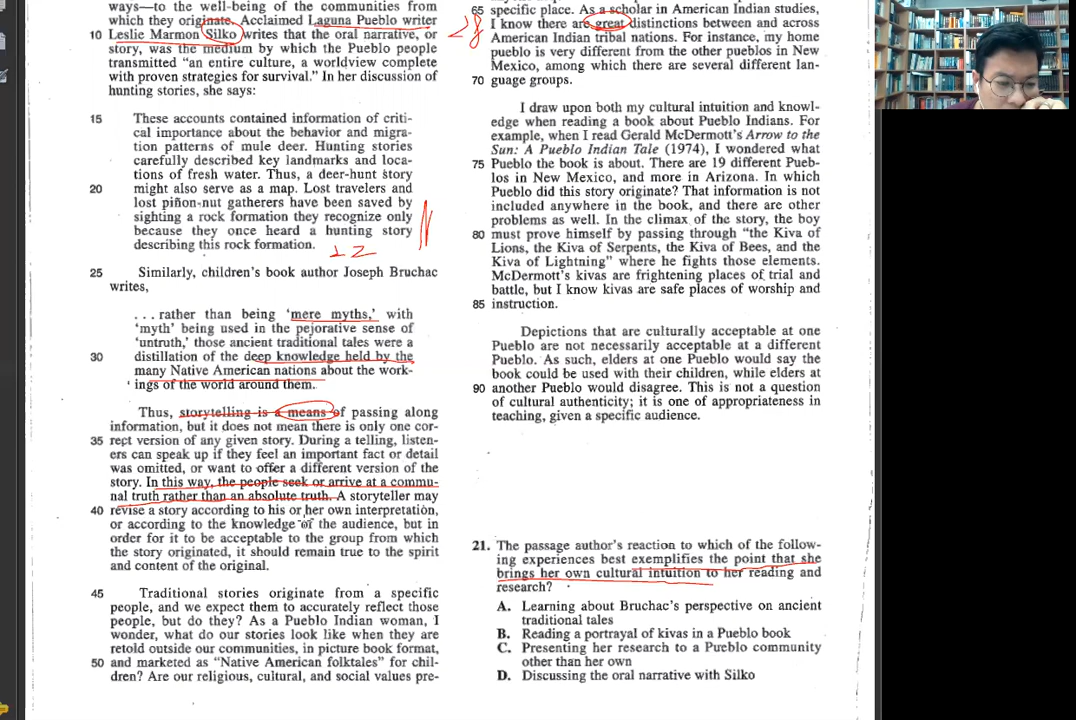 ways—to the well-being of the communities from
which they originate. Acclaimed Laguna Pueblo writer
10 Leslie Marmon Silko writes that the oral narrative, or
story, was the medium by which the Pueblo people
transmitted “an entire culture, a worldview complete
with proven strategies for survival.” In her discussion of
hunting stories, she says:
15 These accounts contained information of criti-
cal importance about the behavior and migra-
tion patterns of mule deer. Hunting stories
carefully described key landmarks and loca-
tions of fresh water. Thus, a deer-hunt story
20 might also serve as a map. Lost travelers and
lost piñon-nut gatherers have been saved by
sighting a rock formation they recognize only
because they once heard a hunting story
describing this rock formation.
12
25 Similarly, children’s book author Joseph Bruchac
writes,
. . . rather than being ‘mere myths,’ with
‘myth’ being used in the pejorative sense of
‘untruth,’ those ancient traditional tales were a
30 distillation of the deep knowledge held by the
many Native American nations about the work-
ings of the world around them.
Thus, storytelling is a means of passing along
information, but it does not mean there is only one cor-
35 rect version of any given story. During a telling, listen-
ers can speak up if they feel an important fact or detail
was omitted, or want to offer a different version of the
story. In this way, the people seek or arrive at a commu-
nal truth rather than an absolute truth. A storyteller may
40 revise a story according to his or her own interpretation,
or according to the knowledge of the audience, but in
order for it to be acceptable to the group from which
the story originated, it should remain true to the spirit
and content of the original.
45 Traditional stories originate from a specific
people, and we expect them to accurately reflect those
people, but do they? As a Pueblo Indian woman, I
wonder, what do our stories look like when they are
retold outside our communities, in picture book format,
50 and marketed as “Native American folktales” for chil-
dren? Are our religious, cultural, and social values pre-
65 specific place. As a scholar in American Indian studies,
I know there are great distinctions between and across
American Indian tribal nations. For instance, my home
pueblo is very different from the other pueblos in New
Mexico, among which there are several different lan-
70 guage groups.
28
I draw upon both my cultural intuition and knowl-
edge when reading a book about Pueblo Indians. For
example, when I read Gerald McDermott’s Arrow to the
Sun: A Pueblo Indian Tale (1974), I wondered what
75 Pueblo the book is about. There are 19 different Pueb-
los in New Mexico, and more in Arizona. In which
Pueblo did this story originate? That information is not
included anywhere in the book, and there are other
problems as well. In the climax of the story, the boy
80 must prove himself by passing through “the Kiva of
Lions, the Kiva of Serpents, the Kiva of Bees, and the
Kiva of Lightning” where he fights those elements.
McDermott’s kivas are frightening places of trial and
battle, but I know kivas are safe places of worship and
85 instruction.
Depictions that are culturally acceptable at one
Pueblo are not necessarily acceptable at a different
Pueblo. As such, elders at one Pueblo would say the
book could be used with their children, while elders at
90 another Pueblo would disagree. This is not a question
of cultural authenticity; it is one of appropriateness in
teaching, given a specific audience.
21. The passage author’s reaction to which of the follow-
ing experiences best exemplifies the point that she
brings her own cultural intuition to her reading and
research?
A. Learning about Bruchac’s perspective on ancient
traditional tales
B. Reading a portrayal of kivas in a Pueblo book
C. Presenting her research to a Pueblo community
other than her own
D. Discussing the oral narrative with Silko